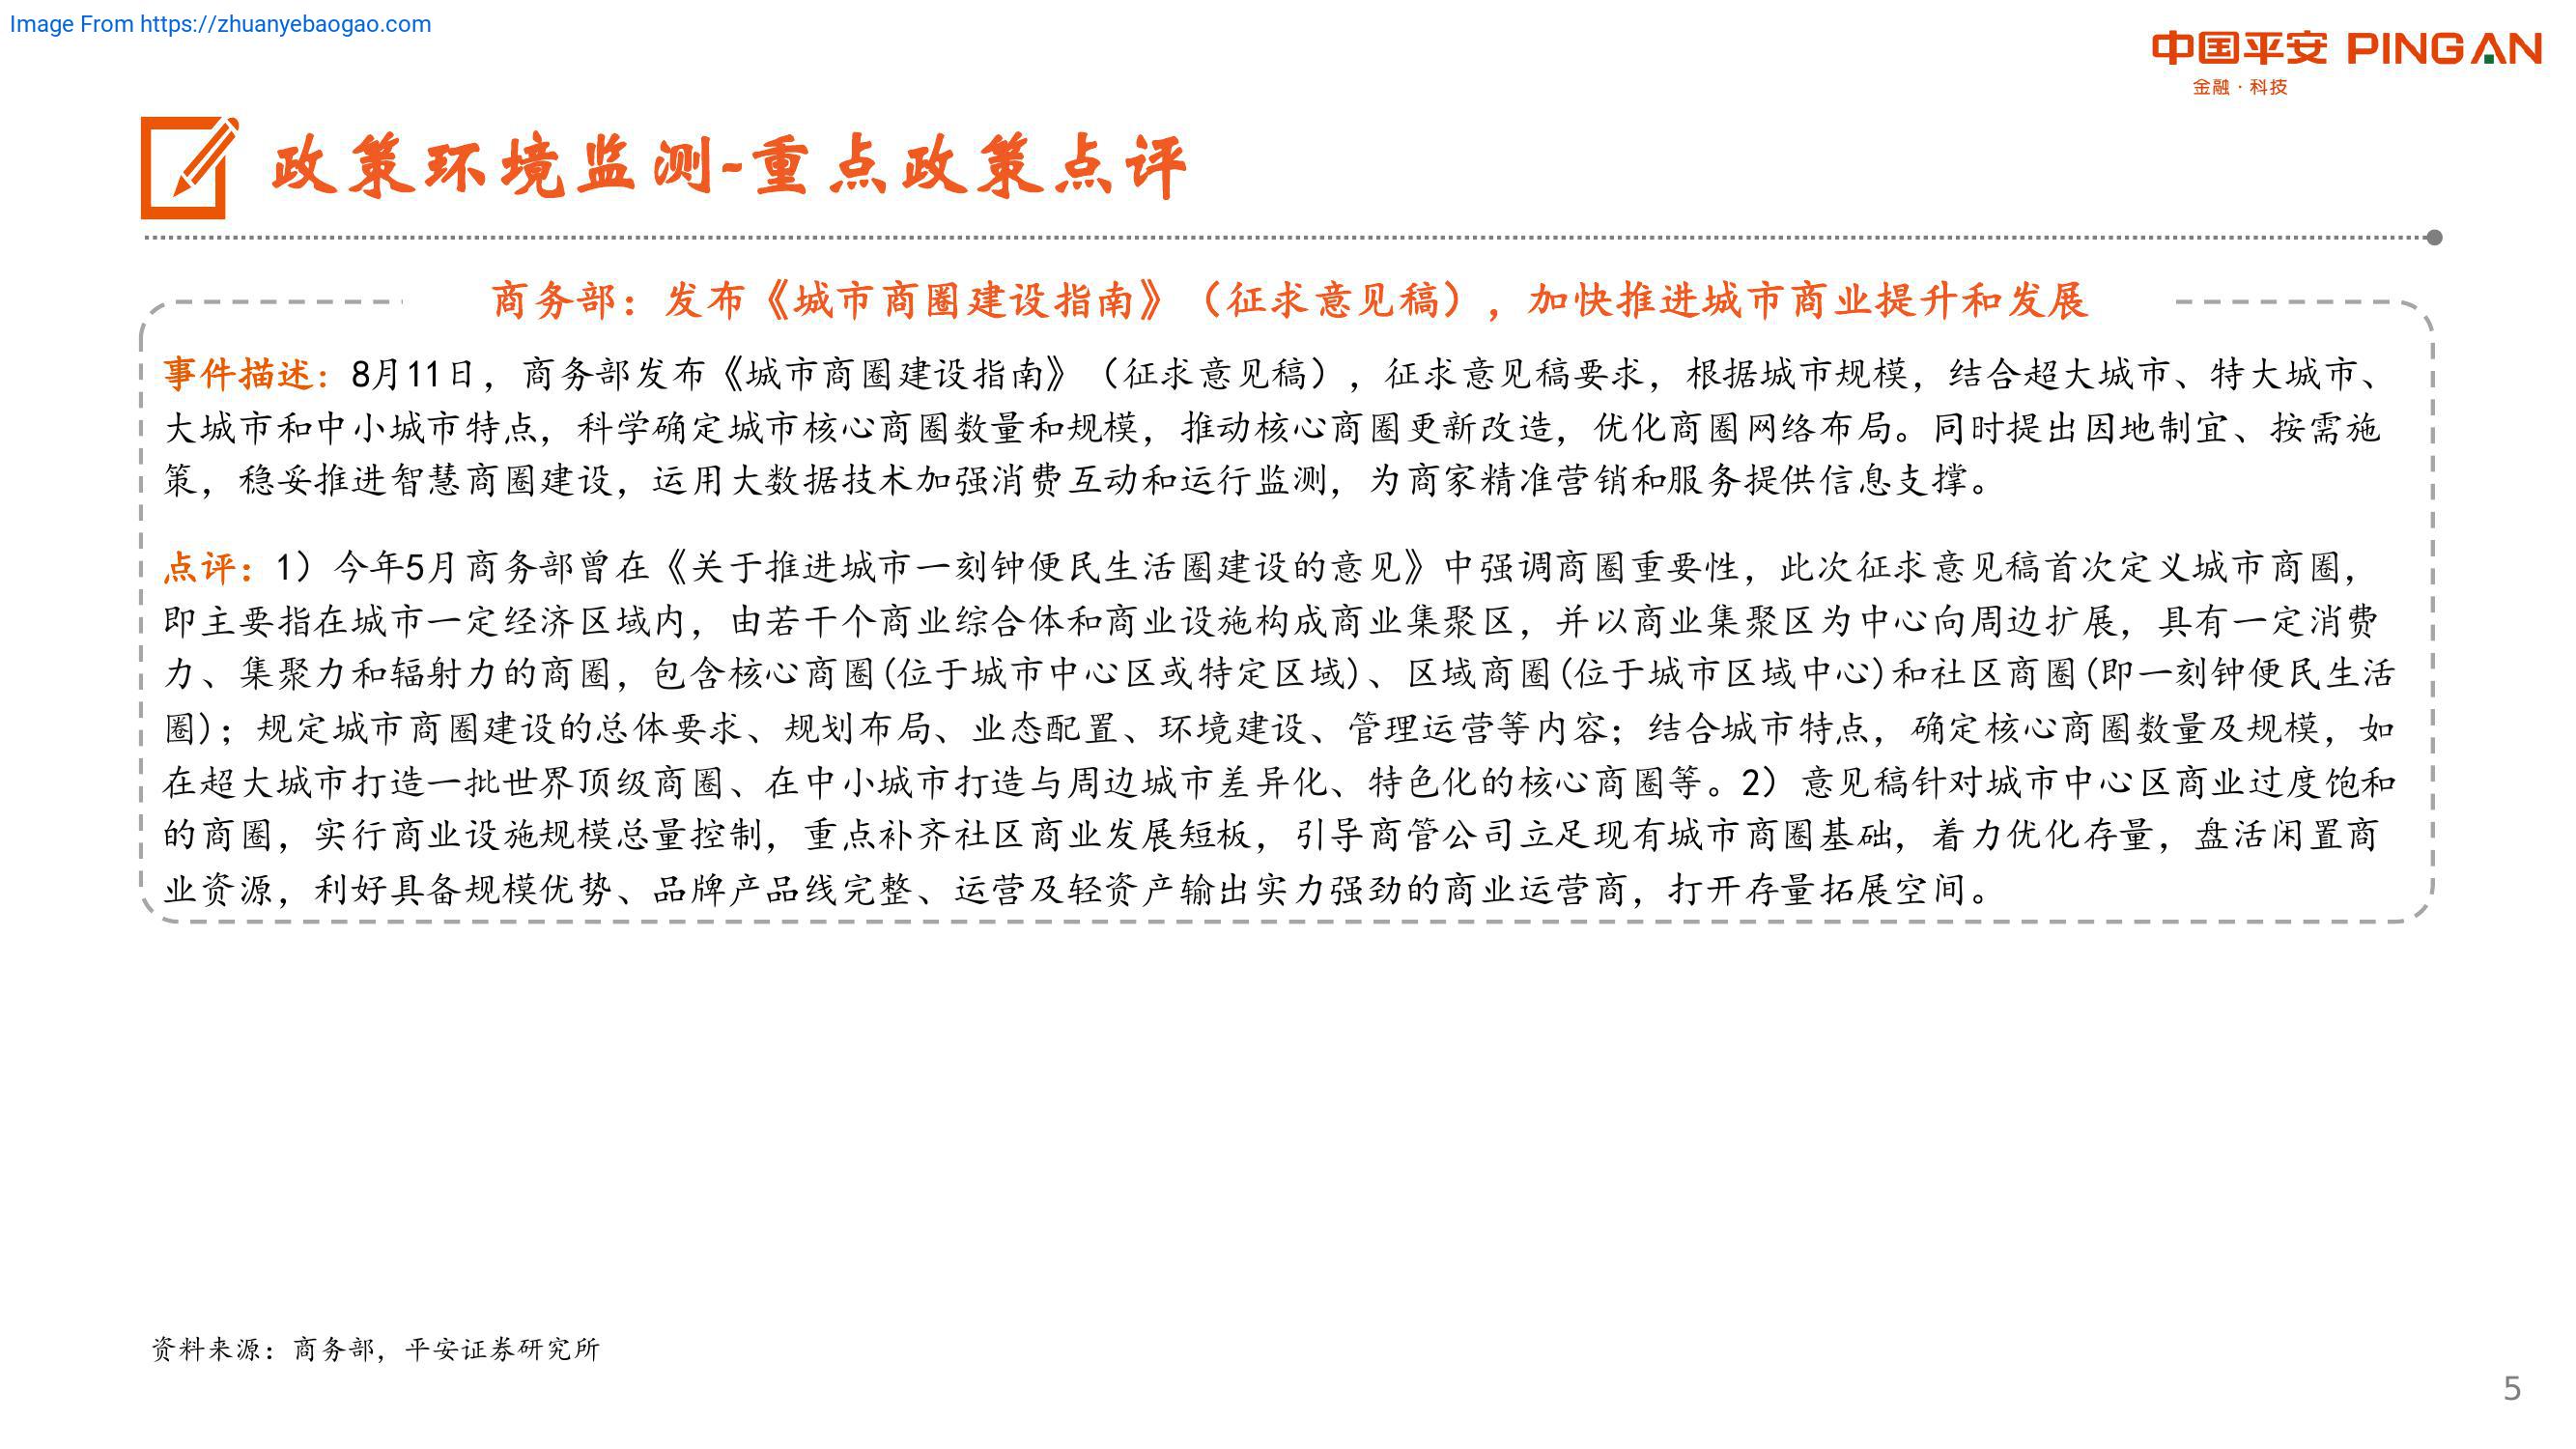 Image From https://zhuanyebaogao.com
中国平安 PINGAN
金融·科技
政策环境监测-重点政策点评
商务部：发布《城市商圈建设指南》（征求意见稿），加快推进城市商业提升和发展
事件描述：8月11日，商务部发布《城市商圈建设指南》（征求意见稿），征求意见稿要求，根据城市规模，结合超大城市、特大城市、
大城市和中小城市特点，科学确定城市核心商圈数量和规模，推动核心商圈更新改造，优化商圈网络布局。同时提出因地制宜、按需施
策，稳妥推进智慧商圈建设，运用大数据技术加强消费互动和运行监测，为商家精准营销和服务提供信息支撑。
点评：1）今年5月商务部曾在《关于推进城市一刻钟便民生活圈建设的意见》中强调商圈重要性，此次征求意见稿首次定义城市商圈，
即主要指在城市一定经济区域内，由若干个商业综合体和商业设施构成商业集聚区，并以商业集聚区为中心向周边扩展，具有一定消费
力、集聚力和辐射力的商圈，包含核心商圈(位于城市中心区或特定区域)、区域商圈(位于城市区域中心)和社区商圈(即一刻钟便民生活
圈)；规定城市商圈建设的总体要求、规划布局、业态配置、环境建设、管理运营等内容；结合城市特点，确定核心商圈数量及规模，如
在超大城市打造一批世界顶级商圈、在中小城市打造与周边城市差异化、特色化的核心商圈等。2）意见稿针对城市中心区商业过度饱和
的商圈，实行商业设施规模总量控制，重点补齐社区商业发展短板，引导商管公司立足现有城市商圈基础，着力优化存量，盘活闲置商
业资源，利好具备规模优势、品牌产品线完整、运营及轻资产输出实力强劲的商业运营商，打开存量拓展空间。
资料来源：商务部，平安证券研究所
5